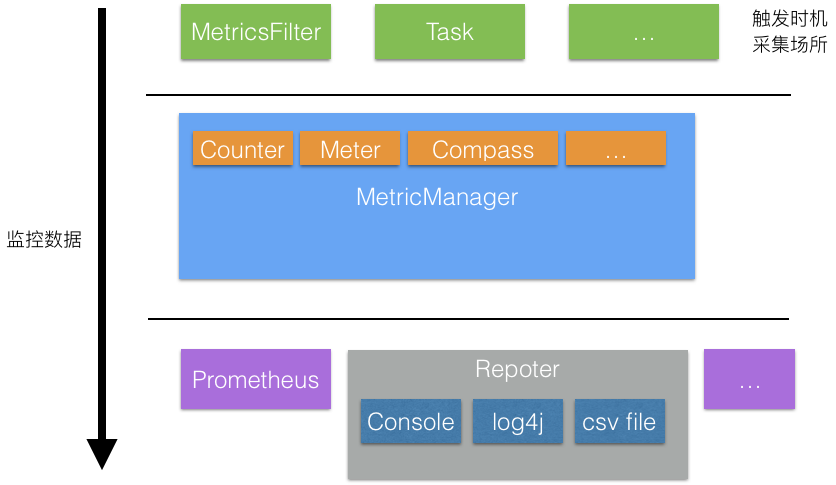 MetricsFilter
Task
...
触发时机
采集场所
Counter
Meter
Compass
...
MetricManager
监控数据
Prometheus
Repoter
Console
log4j
csv file
...